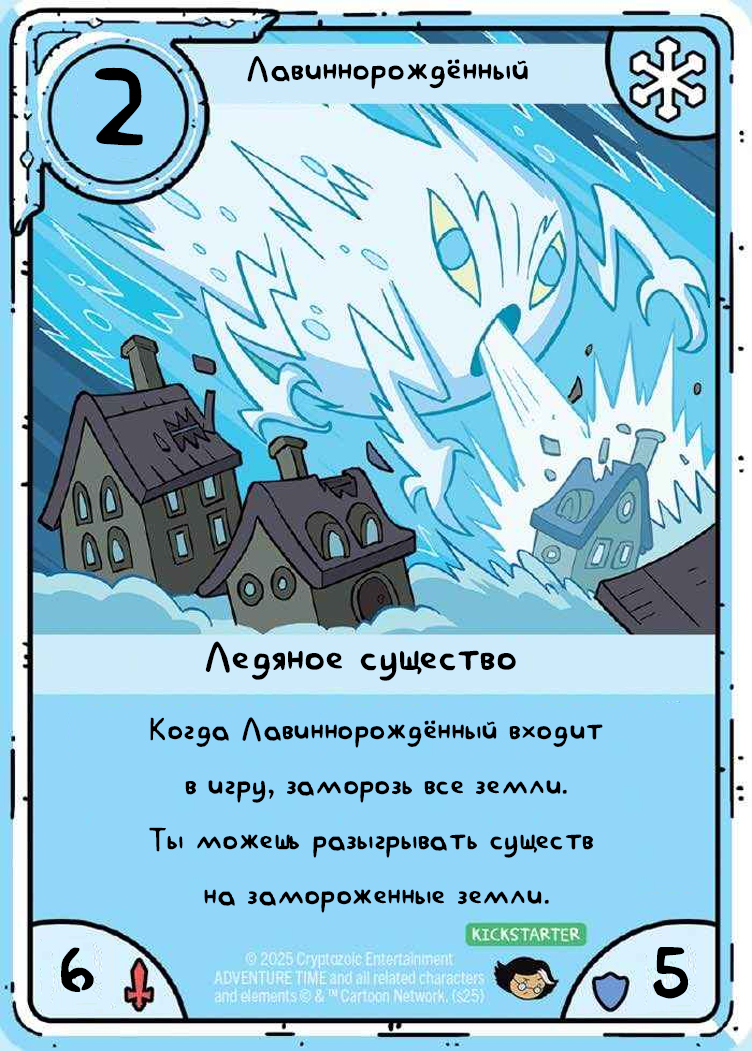 2
Лавиннорождённый
Ледяное существо
Когда Лавиннорождённый входит
в игру, заморозь все земли.
Ты можешь разыгрывать существ
на замороженные земли.
KICKSTARTER
6
© 2025 Cryptozoic Entertainment
ADVENTURE TIME and all related characters
and elements © & ™ Cartoon Network. (s25)
5